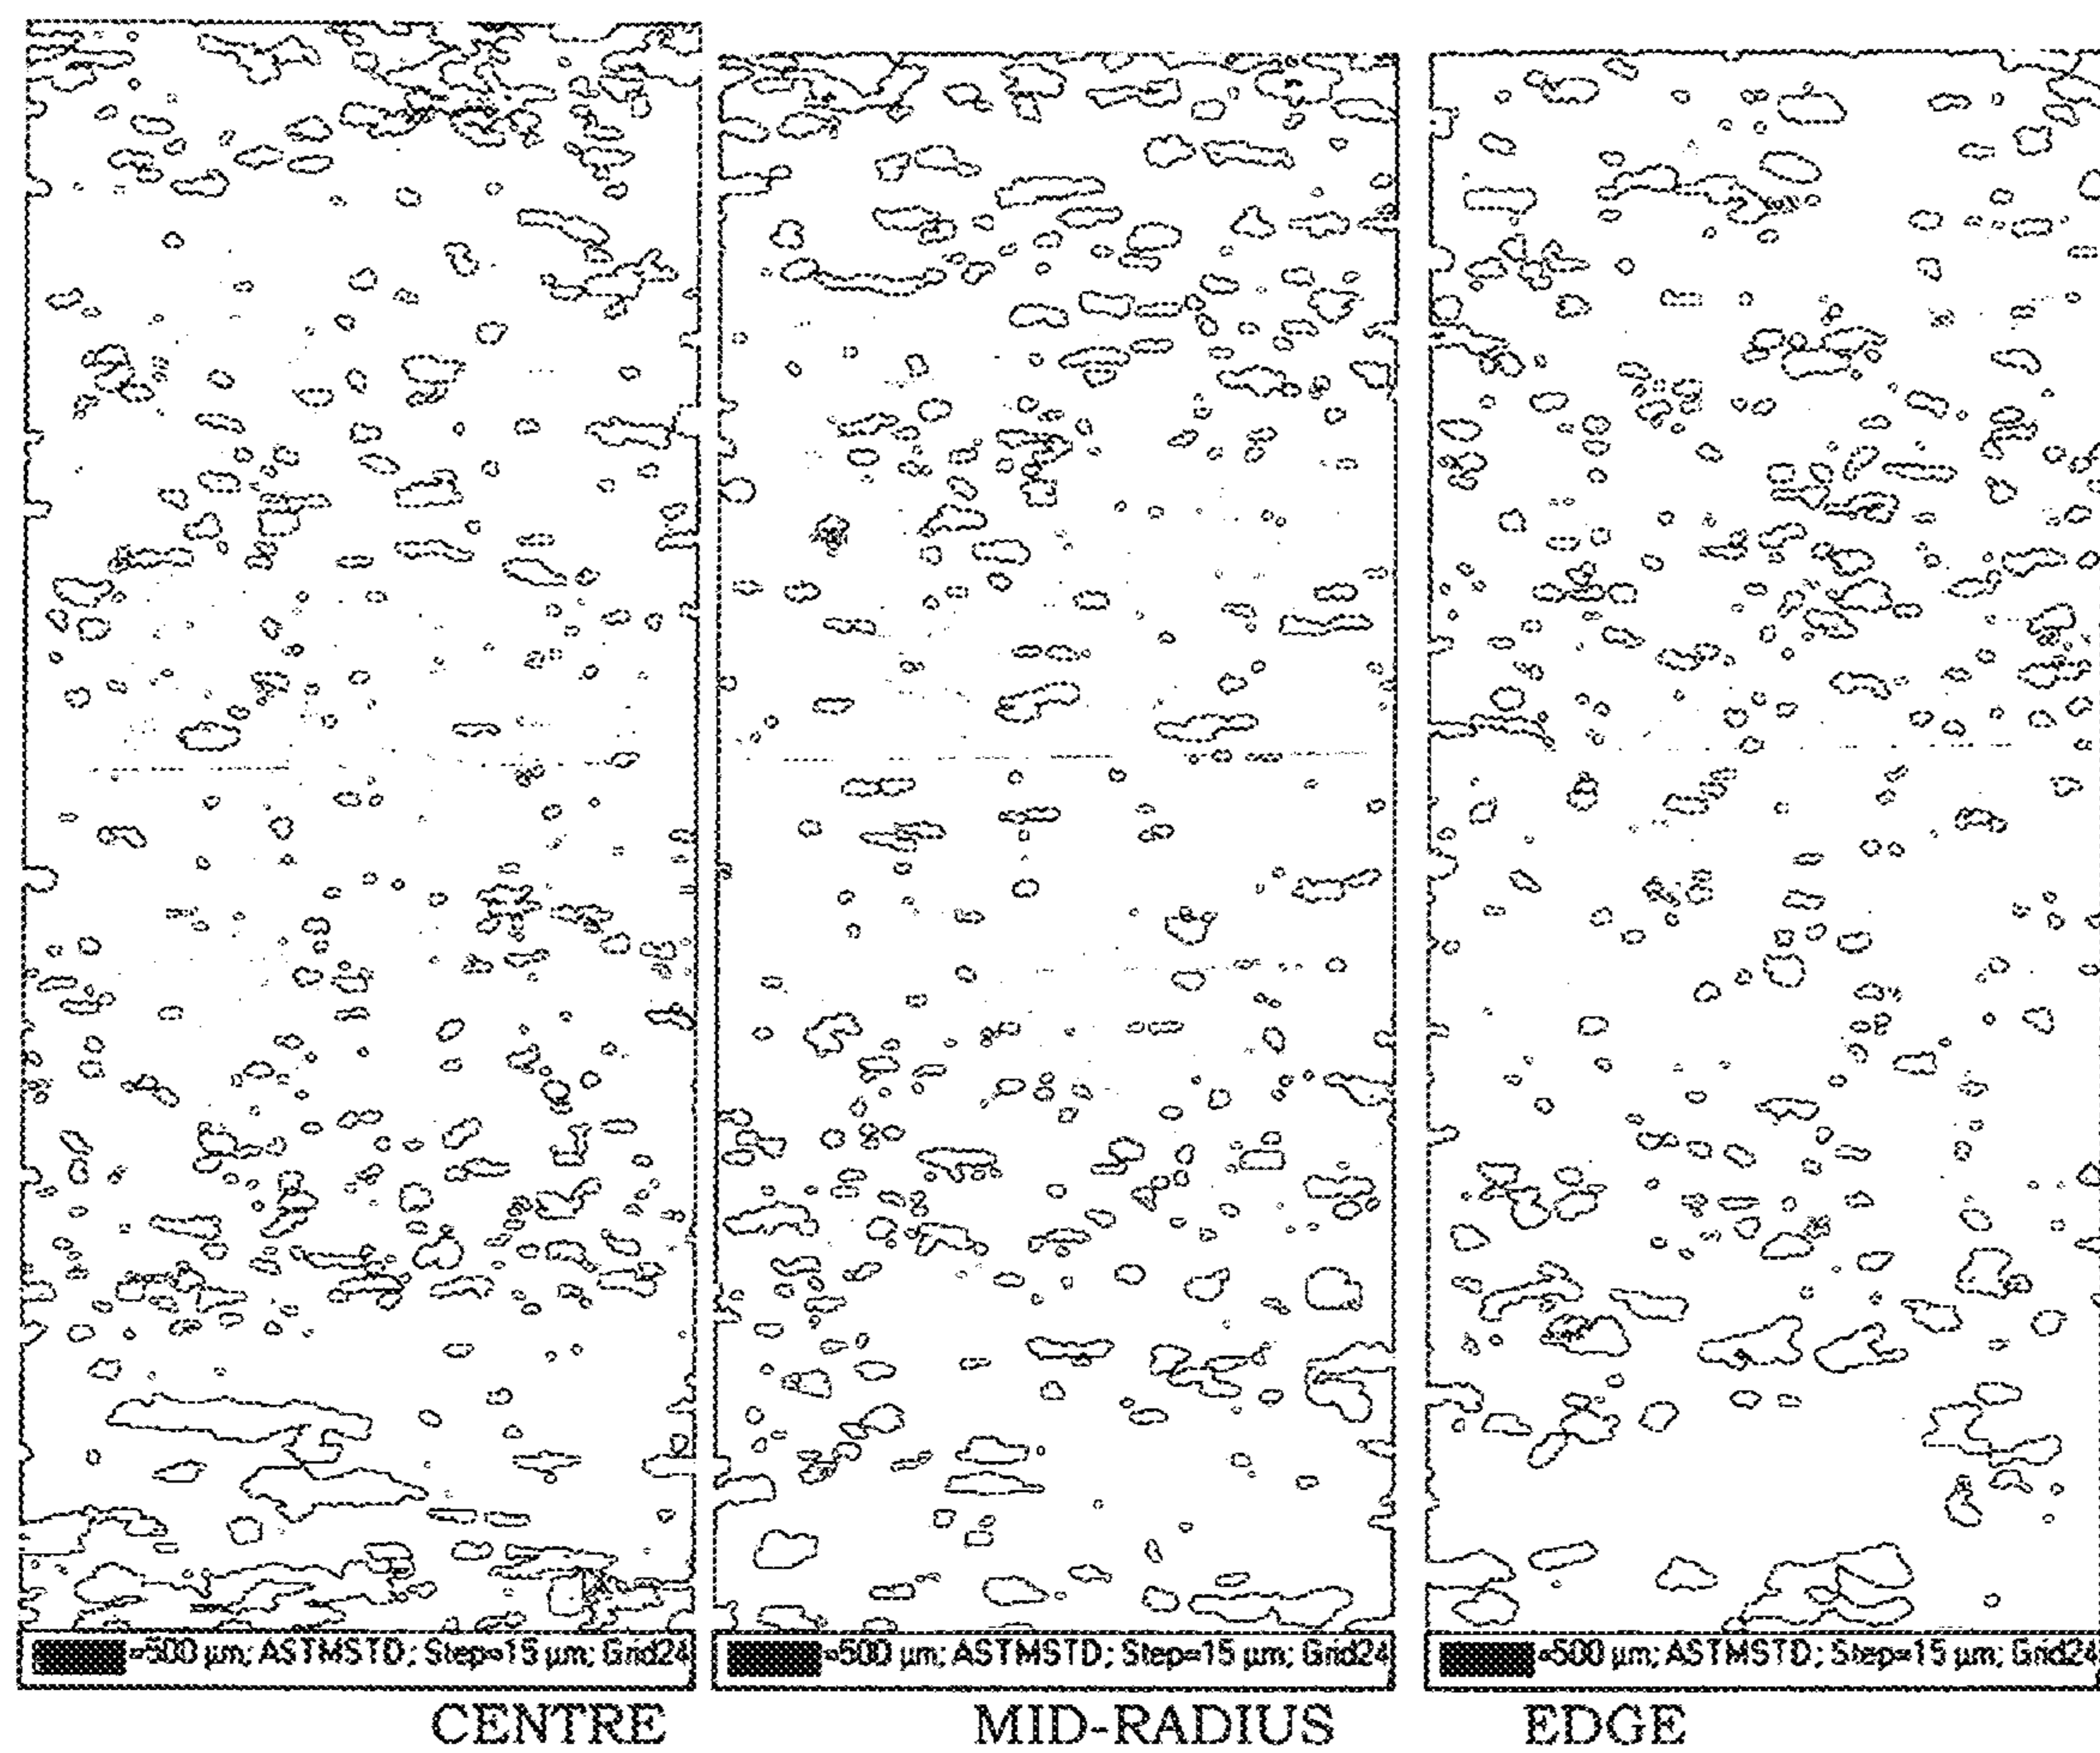 =500 µm; ASTMSTD; Step=15 µm; Grid24
=500 µm; ASTMSTD; Step=15 µm; Grid24
=500 µm; ASTMSTD; Step=15 µm; Grid24
CENTRE
MID-RADIUS
EDGE